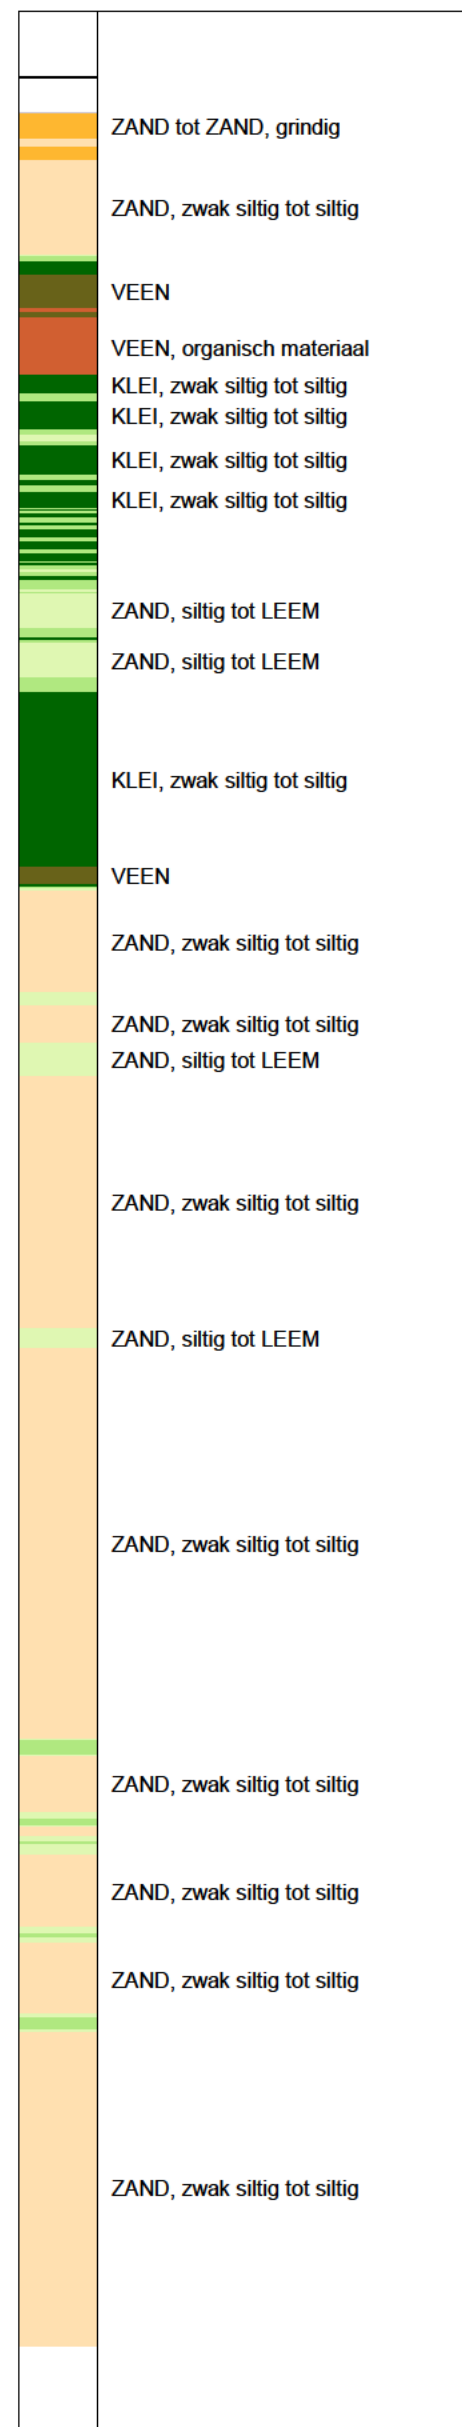 ZAND tot ZAND, grindig
ZAND, zwak siltig tot siltig
VEEN
VEEN, organisch materiaal
KLEI, zwak siltig tot siltig
KLEI, zwak siltig tot siltig
KLEI, zwak siltig tot siltig
KLEI, zwak siltig tot siltig
ZAND, siltig tot LEEM
ZAND, siltig tot LEEM
KLEI, zwak siltig tot siltig
VEEN
ZAND, zwak siltig tot siltig
ZAND, zwak siltig tot siltig
ZAND, siltig tot LEEM
ZAND, zwak siltig tot siltig
ZAND, siltig tot LEEM
ZAND, zwak siltig tot siltig
ZAND, zwak siltig tot siltig
ZAND, zwak siltig tot siltig
ZAND, zwak siltig tot siltig
ZAND, zwak siltig tot siltig